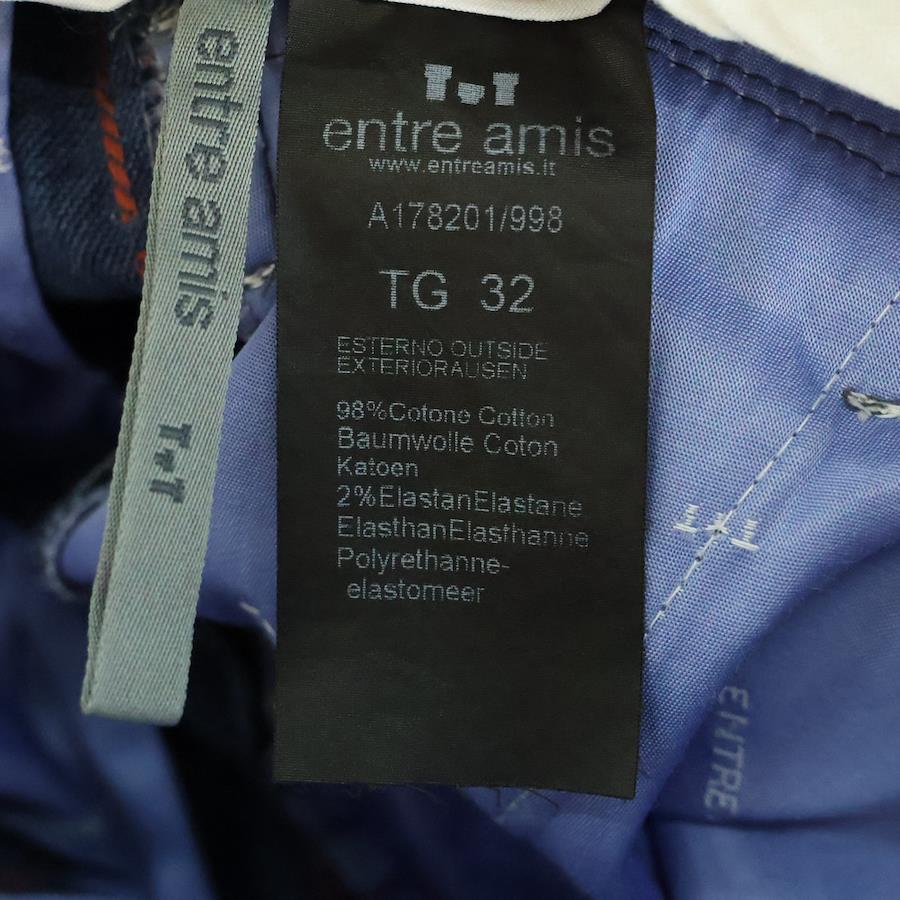 entre amis
entre amis
www.entreamis.it
A178201/998
TG 32
ESTERNO OUTSIDE
EXTERIORAUSEN
98%Cotone Cotton
Baumwolle Coton
Katoen
2%ElastanElastane
ElasthanElasthanne
Polyrethanne-
elastomeer
ENTRE